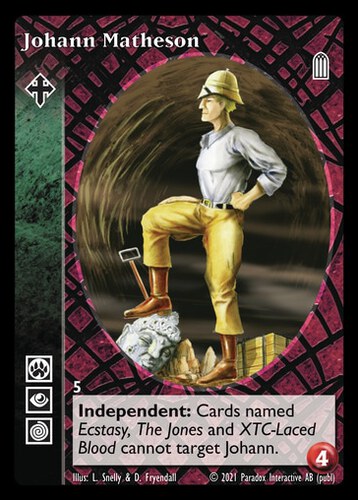 Johann Matheson
5
Independent: Cards named
Ecstasy, The Jones and XTC-Laced
Blood cannot target Johann.
4
Illus: L. Snelly & D. Fryendall
© 2021 Paradox Interactive AB (publ)